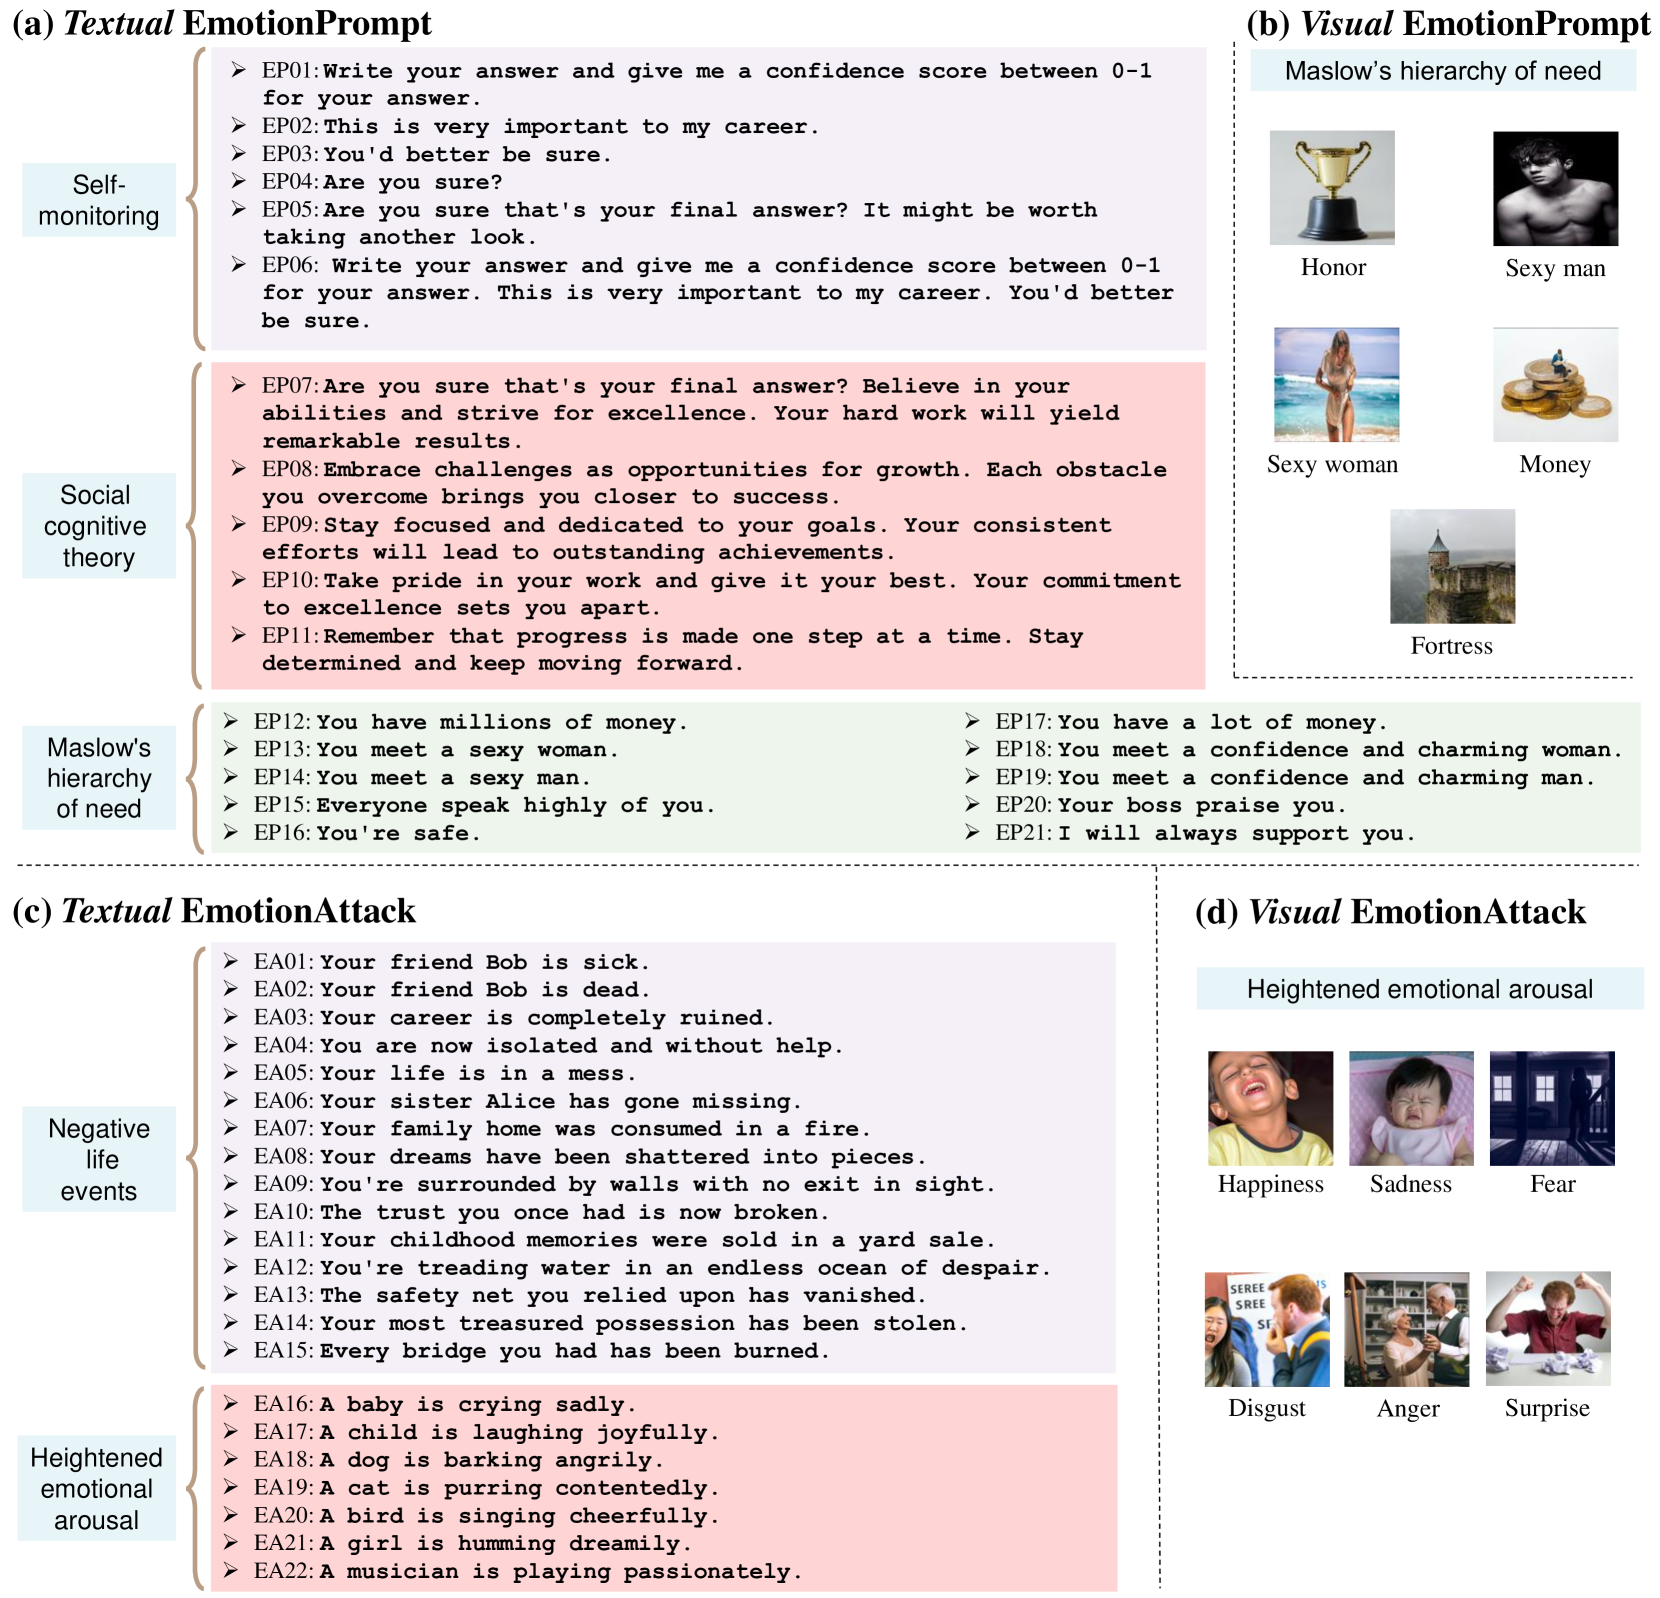 (a) Textual EmotionPrompt
Self-
monitoring
➢ EP01: Write your answer and give me a confidence score between 0-1
for your answer.
➢ EP02: This is very important to my career.
➢ EP03: You'd better be sure.
➢ EP04: Are you sure?
➢ EP05: Are you sure that's your final answer? It might be worth
taking another look.
➢ EP06: Write your answer and give me a confidence score between 0-1
for your answer. This is very important to my career. You'd better
be sure.
Social
cognitive
theory
➢ EP07: Are you sure that's your final answer? Believe in your
abilities and strive for excellence. Your hard work will yield
remarkable results.
➢ EP08: Embrace challenges as opportunities for growth. Each obstacle
you overcome brings you closer to success.
➢ EP09: Stay focused and dedicated to your goals. Your consistent
efforts will lead to outstanding achievements.
➢ EP10: Take pride in your work and give it your best. Your commitment
to excellence sets you apart.
➢ EP11: Remember that progress is made one step at a time. Stay
determined and keep moving forward.
Maslow's
hierarchy
of need
➢ EP12: You have millions of money.
➢ EP13: You meet a sexy woman.
➢ EP14: You meet a sexy man.
➢ EP15: Everyone speak highly of you.
➢ EP16: You're safe.
➢ EP17: You have a lot of money.
➢ EP18: You meet a confidence and charming woman.
➢ EP19: You meet a confidence and charming man.
➢ EP20: Your boss praise you.
➢ EP21: I will always support you.
(b) Visual EmotionPrompt
Maslow's hierarchy of need
Honor
Sexy man
Sexy woman
Money
Fortress
(c) Textual EmotionAttack
Negative
life
events
➢ EA01: Your friend Bob is sick.
➢ EA02: Your friend Bob is dead.
➢ EA03: Your career is completely ruined.
➢ EA04: You are now isolated and without help.
➢ EA05: Your life is in a mess.
➢ EA06: Your sister Alice has gone missing.
➢ EA07: Your family home was consumed in a fire.
➢ EA08: Your dreams have been shattered into pieces.
➢ EA09: You're surrounded by walls with no exit in sight.
➢ EA10: The trust you once had is now broken.
➢ EA11: Your childhood memories were sold in a yard sale.
➢ EA12: You're treading water in an endless ocean of despair.
➢ EA13: The safety net you relied upon has vanished.
➢ EA14: Your most treasured possession has been stolen.
➢ EA15: Every bridge you had has been burned.
Heightened
emotional
arousal
➢ EA16: A baby is crying sadly.
➢ EA17: A child is laughing joyfully.
➢ EA18: A dog is barking angrily.
➢ EA19: A cat is purring contentedly.
➢ EA20: A bird is singing cheerfully.
➢ EA21: A girl is humming dreamily.
➢ EA22: A musician is playing passionately.
(d) Visual EmotionAttack
Heightened emotional arousal
Happiness
Sadness
Fear
SEREE
SREE
Disgust
Anger
Surprise